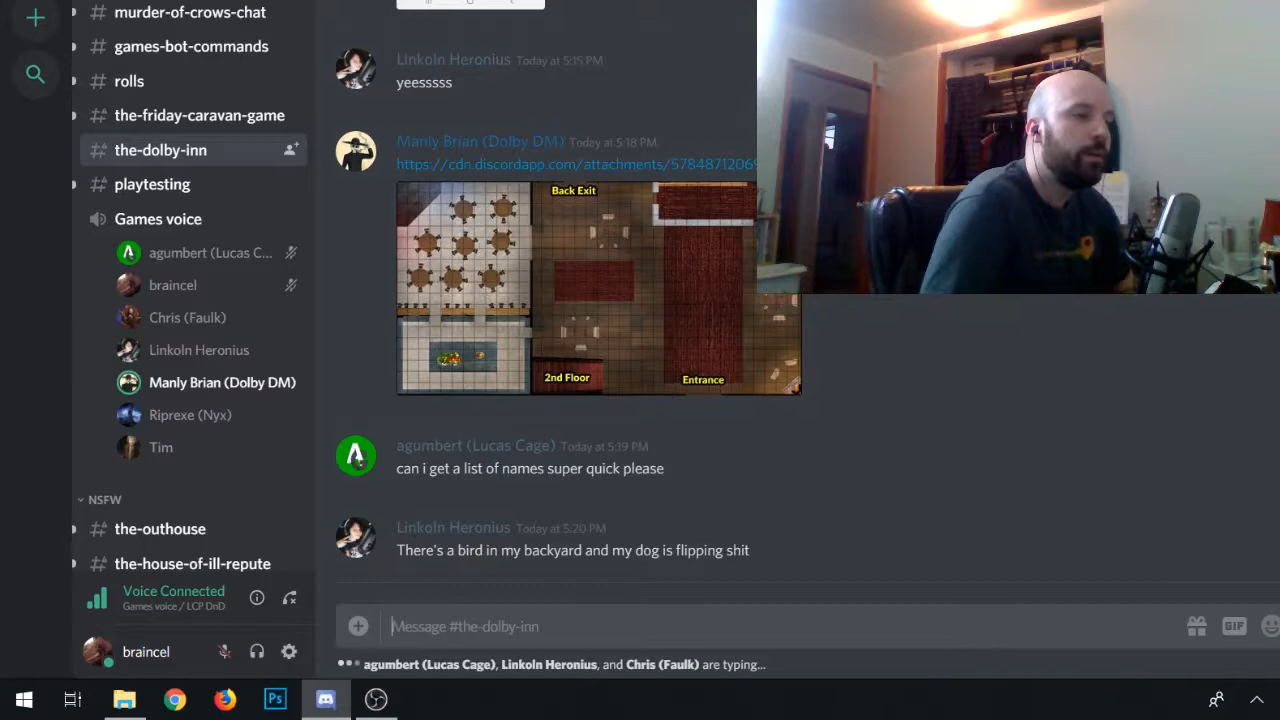 murder-of-crows-chat
games-bot-commands
rolls
the-friday-caravan-game
the-dolby-inn
playtesting
Games voice
agumbert (Lucas C...
braincel
Chris (Faulk)
Linkoln Heronius
Manly Brian (Dolby DM)
Riprexe (Nyx)
Tim
NSFW
the-outhouse
the-house-of-ill-repute
Voice Connected
Games voice / LCP DnD
braincel
Linkoln Heronius Today at 5:15 PM
yeesssss
Manly Brian (Dolby DM) Today at 5:18 PM
https://cdn.discordapp.com/attachments/57848712069
Back Exit
2nd Floor
Entrance
agumbert (Lucas Cage) Today at 5:19 PM
can i get a list of names super quick please
Linkoln Heronius Today at 5:20 PM
There's a bird in my backyard and my dog is flipping shit
Message #the-dolby-inn
GIF
agumbert (Lucas Cage), Linkoln Heronius, and Chris (Faulk) are typing...
Ps